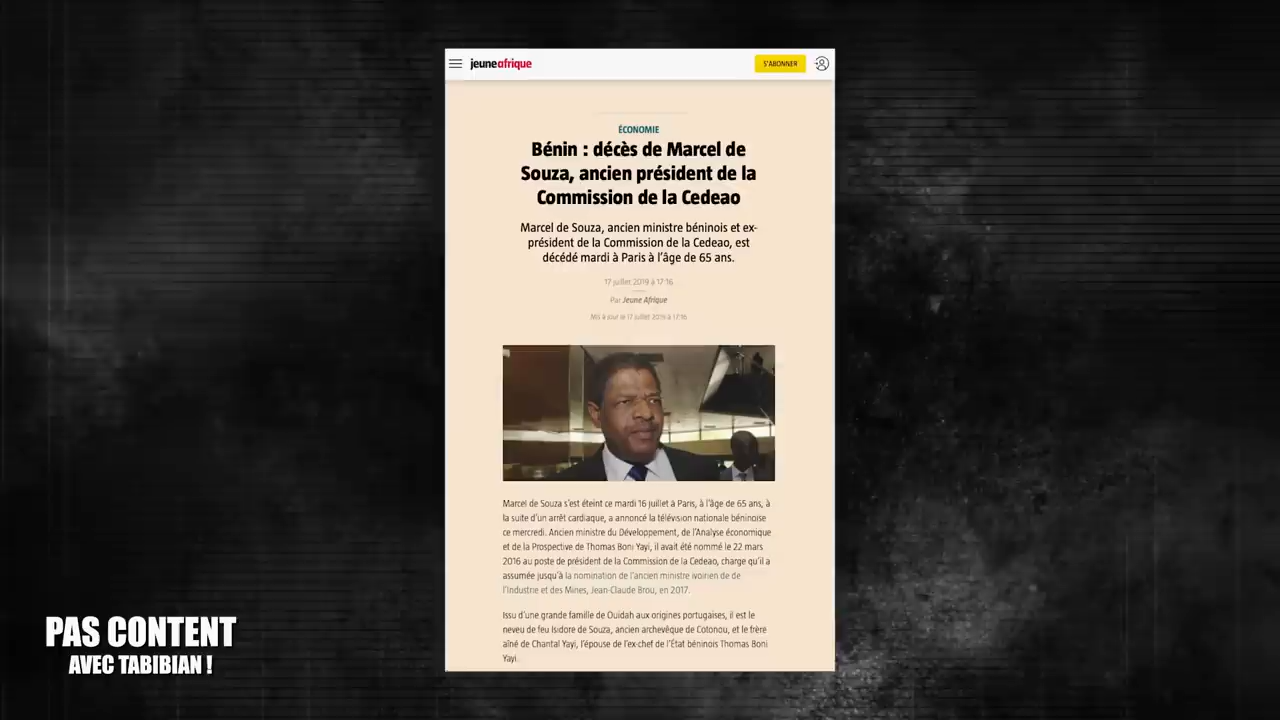 jeuneafrique
S'ABONNER
ÉCONOMIE
Bénin : décès de Marcel de
Souza, ancien président de la
Commission de la Cedeao
Marcel de Souza, ancien ministre béninois et ex-
président de la Commission de la Cedeao, est
décédé mardi à Paris à l'âge de 65 ans.
17 juillet 2019 à 17:16
Par Jeune Afrique
Mis à jour le 17 juillet 2019 à 17:16
Marcel de Souza s'est éteint ce mardi 16 juillet à Paris, à l'âge de 65 ans, à
la suite d'un arrêt cardiaque, a annoncé la télévision nationale béninoise
ce mercredi. Ancien ministre du Développement, de l'Analyse économique
et de la Prospective de Thomas Boni Yayi, il avait été nommé le 22 mars
2016 au poste de président de la Commission de la Cedeao, charge qu'il a
assumée jusqu'à la nomination de l'ancien ministre ivoirien de de
l'Industrie et des Mines, Jean-Claude Brou, en 2017.
Issu d'une grande famille de Ouidah aux origines portugaises, il est le
neveu de feu Isidore de Souza, ancien archevêque de Cotonou, et le frère
aîné de Chantal Yayi, l'épouse de l'ex-chef de l'État béninois Thomas Boni
Yayi.
PAS CONTENT
AVEC TABIBIAN !